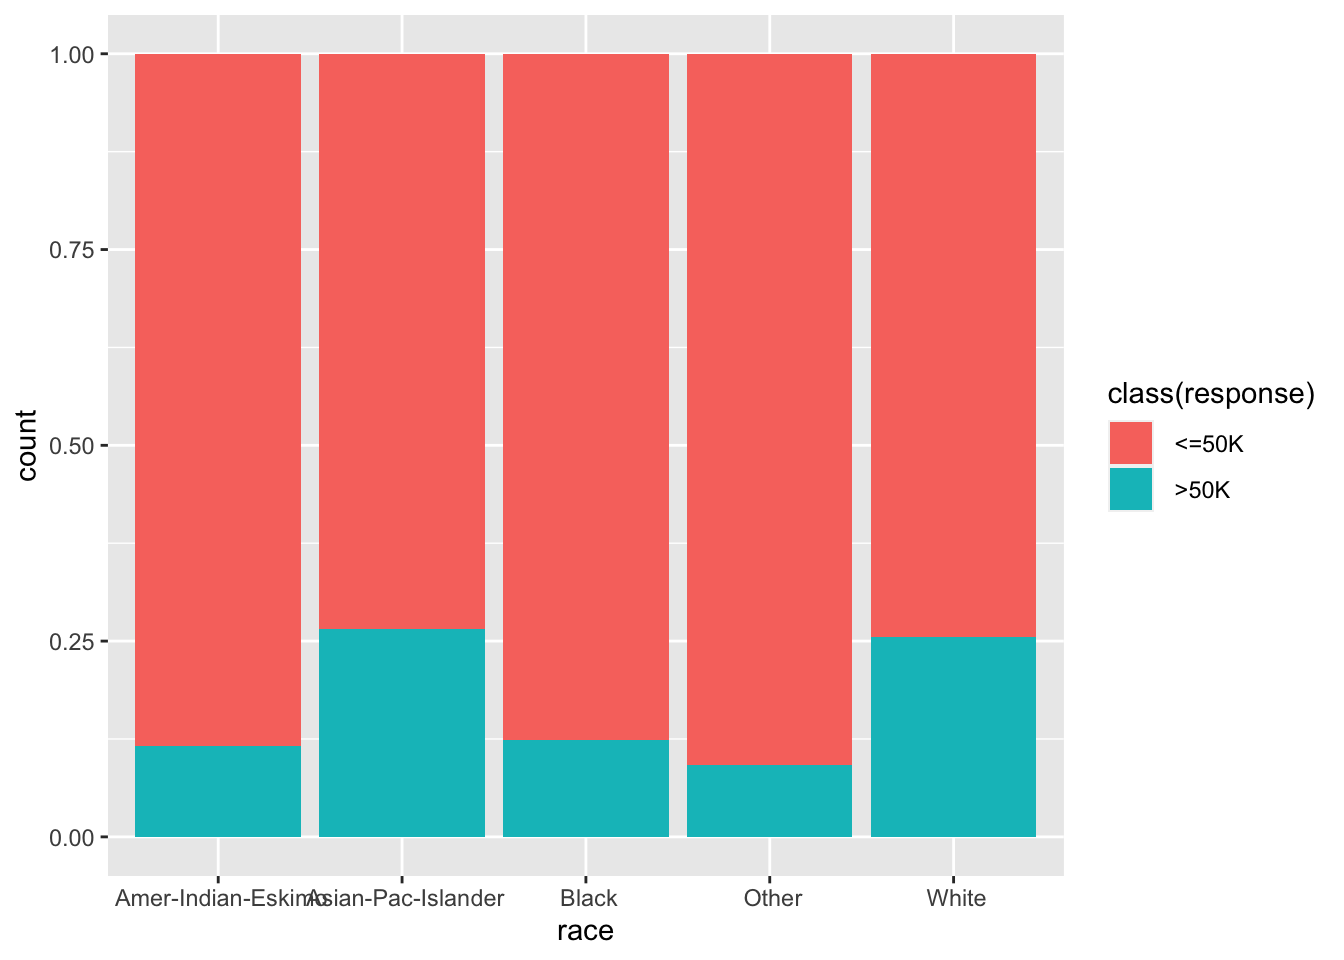 1.00
0.75
0.50
0.25
0.00
count
Amer-Indian-Eskimo
Asian-Pac-Islander
Black
Other
White
race
class(response)
<=50K
>50K